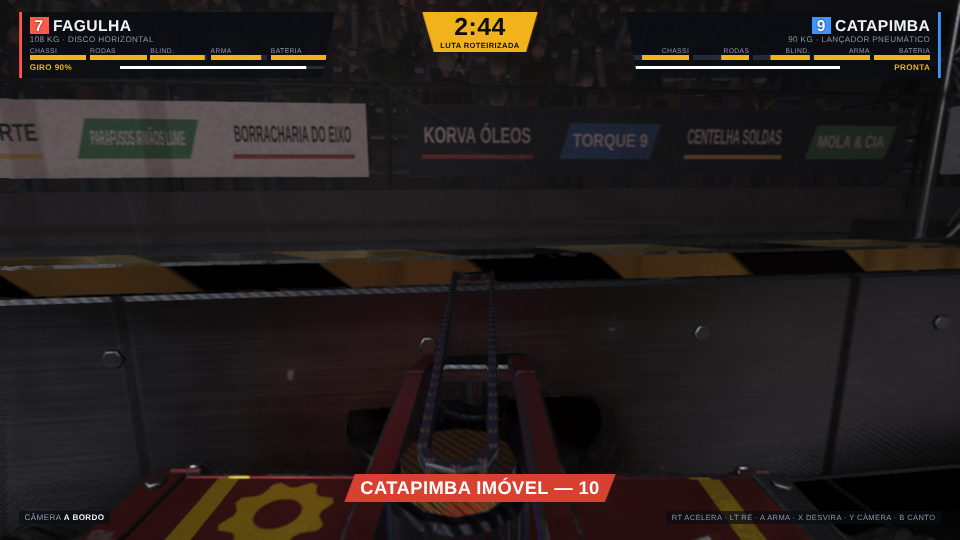 7 FAGULHA
108 KG · DISCO HORIZONTAL
CHASSI RODAS BLIND. ARMA BATERIA
GIRO 90%
2:44
LUTA ROTEIRIZADA
9 CATAPIMBA
90 KG · LANÇADOR PNEUMÁTICO
CHASSI RODAS BLIND. ARMA BATERIA
PRONTA
RTE
PARAFUSOS IRMÃOS LUME
BORRACHARIA DO EIXO
KORVA ÓLEOS
TORQUE 9
CENTELHA SOLDAS
MOLA & CIA
CATAPIMBA IMÓVEL — 10
CÂMERA A BORDO
RT ACELERA · LT RÉ · A ARMA · X DESVIRA · Y CÂMERA · B CANTO